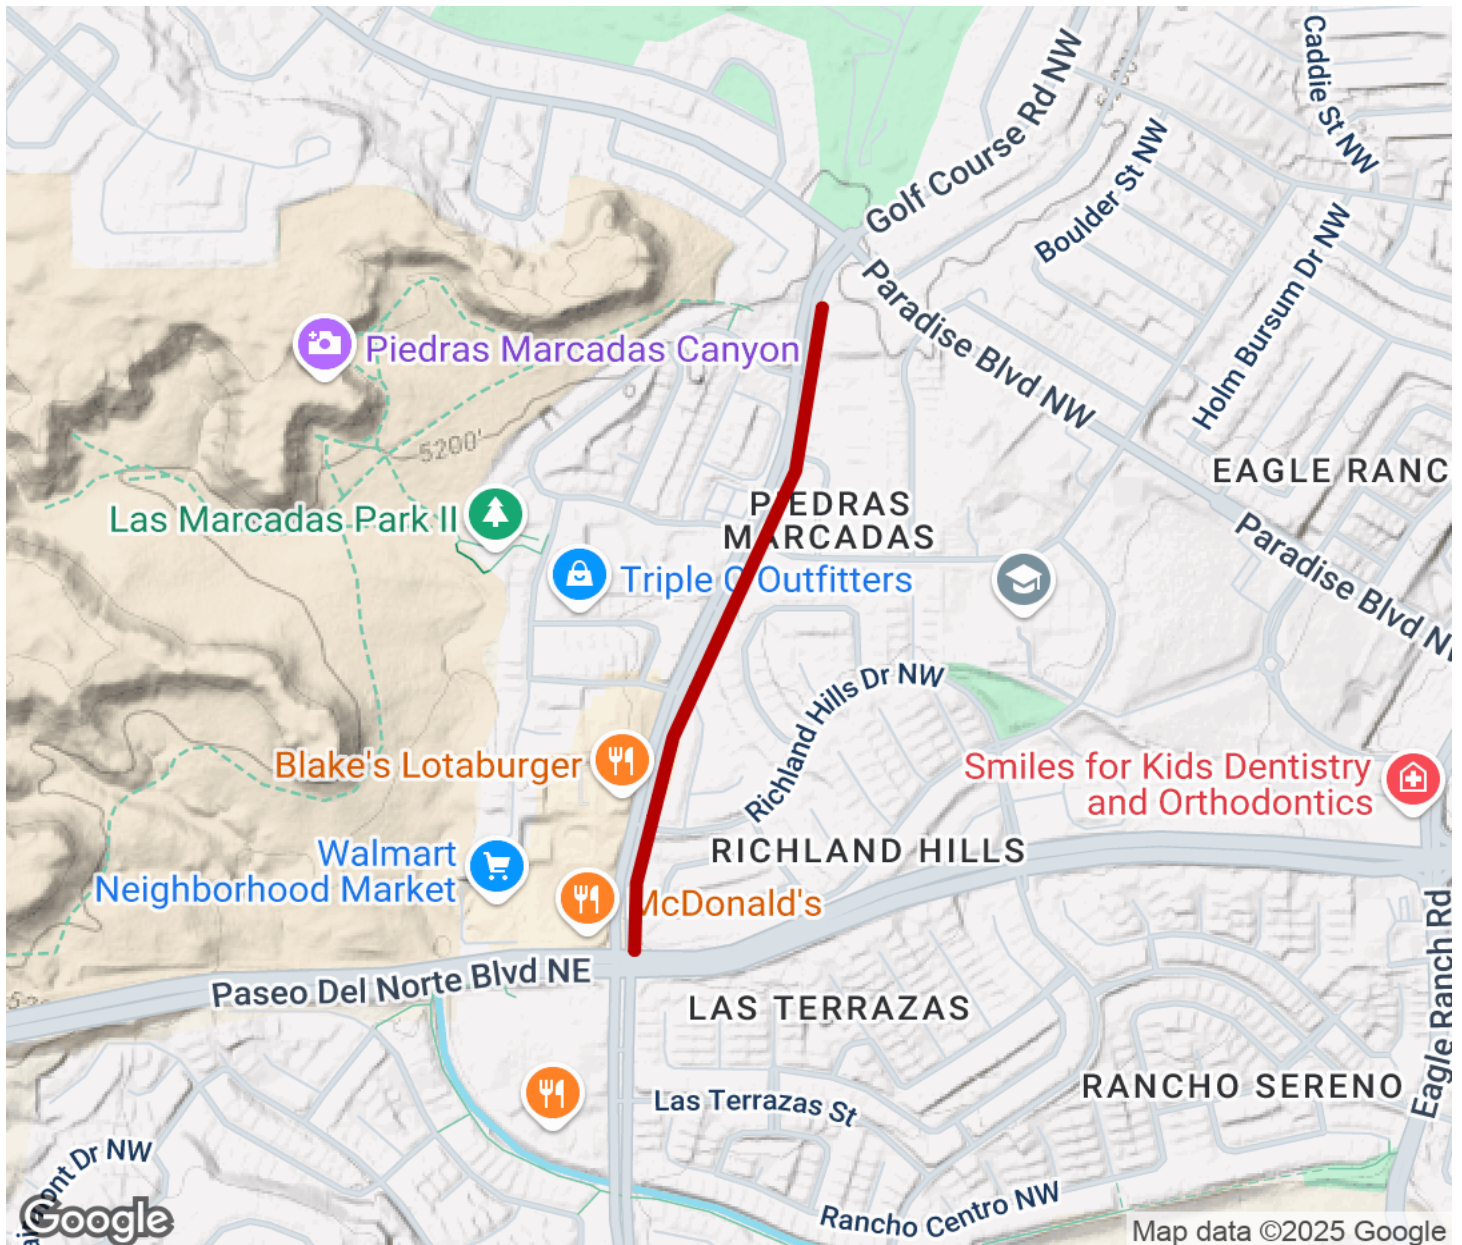 Caddie St NW
Golf Course Rd NW
Boulder St NW
Holm Bursum Dr NW
Paradise Blvd NW
Piedras Marcadas Canyon
5200'
EAGLE RANC
Las Marcadas Park II
PIEDRAS
MARCADAS
Paradise Blvd N
Triple C Outfitters
Richland Hills Dr NW
Blake's Lotaburger
Smiles for Kids Dentistry
and Orthodontics
RICHLAND HILLS
Walmart
Neighborhood Market
McDonald's
Paseo Del Norte Blvd NE
LAS TERRAZAS
Eagle Ranch Rd
RANCHO SERENO
Las Terrazas St
Dr NW
Rancho Centro NW
Google
Map data ©2025 Google